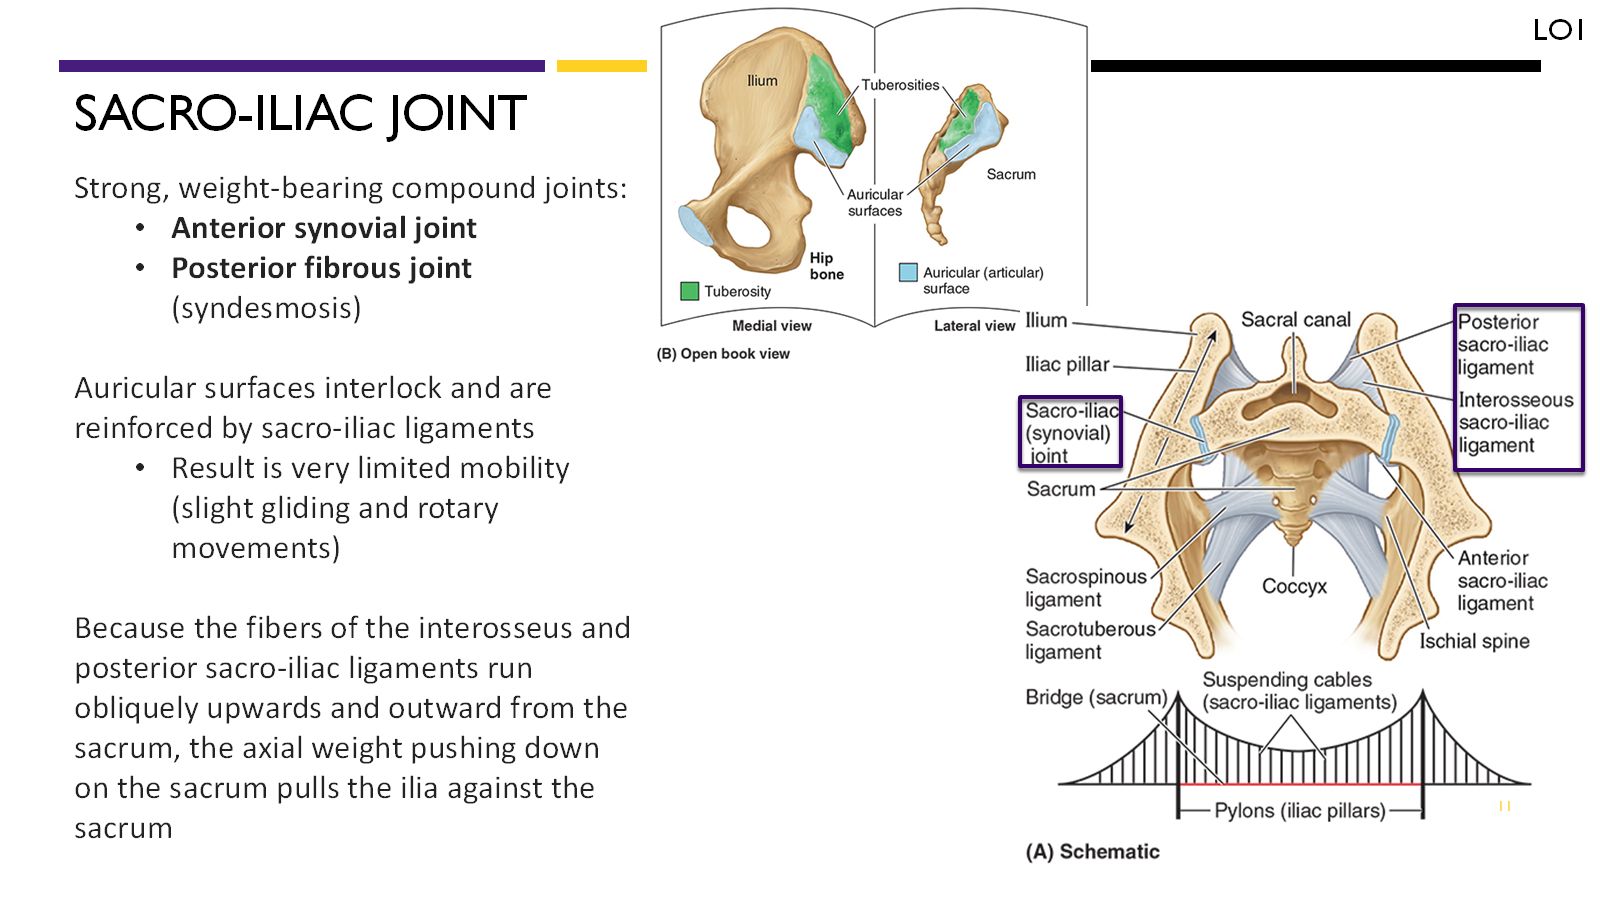 LO1
SACRO-ILIAC JOINT
Strong, weight-bearing compound joints:
• Anterior synovial joint
• Posterior fibrous joint
(syndesmosis)
Auricular surfaces interlock and are
reinforced by sacro-iliac ligaments
• Result is very limited mobility
(slight gliding and rotary
movements)
Because the fibers of the interosseus and
posterior sacro-iliac ligaments run
obliquely upwards and outward from the
sacrum, the axial weight pushing down
on the sacrum pulls the ilia against the
sacrum
Ilium
Tuberosities
Sacrum
Auricular
surfaces
Hip
bone
Tuberosity
Auricular (articular)
surface
Medial view
Lateral view
(B) Open book view
Ilium
Sacral canal
Posterior
sacro-iliac
ligament
Iliac pillar
Interosseous
sacro-iliac
ligament
Sacro-iliac
(synovial)
joint
Sacrum
Anterior
sacro-iliac
ligament
Sacrospinous
ligament
Coccyx
Sacrotuberous
ligament
Ischial spine
Suspending cables
(sacro-iliac ligaments)
Bridge (sacrum)
Pylons (iliac pillars)
11
(A) Schematic